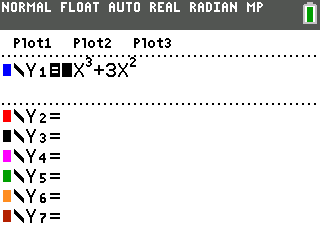 NORMAL FLOAT AUTO REAL RADIAN MP
Plot1 Plot2 Plot3
\Y₁=X³+3X²
\Y₂=
\Y₃=
\Y₄=
\Y₅=
\Y₆=
\Y₇=